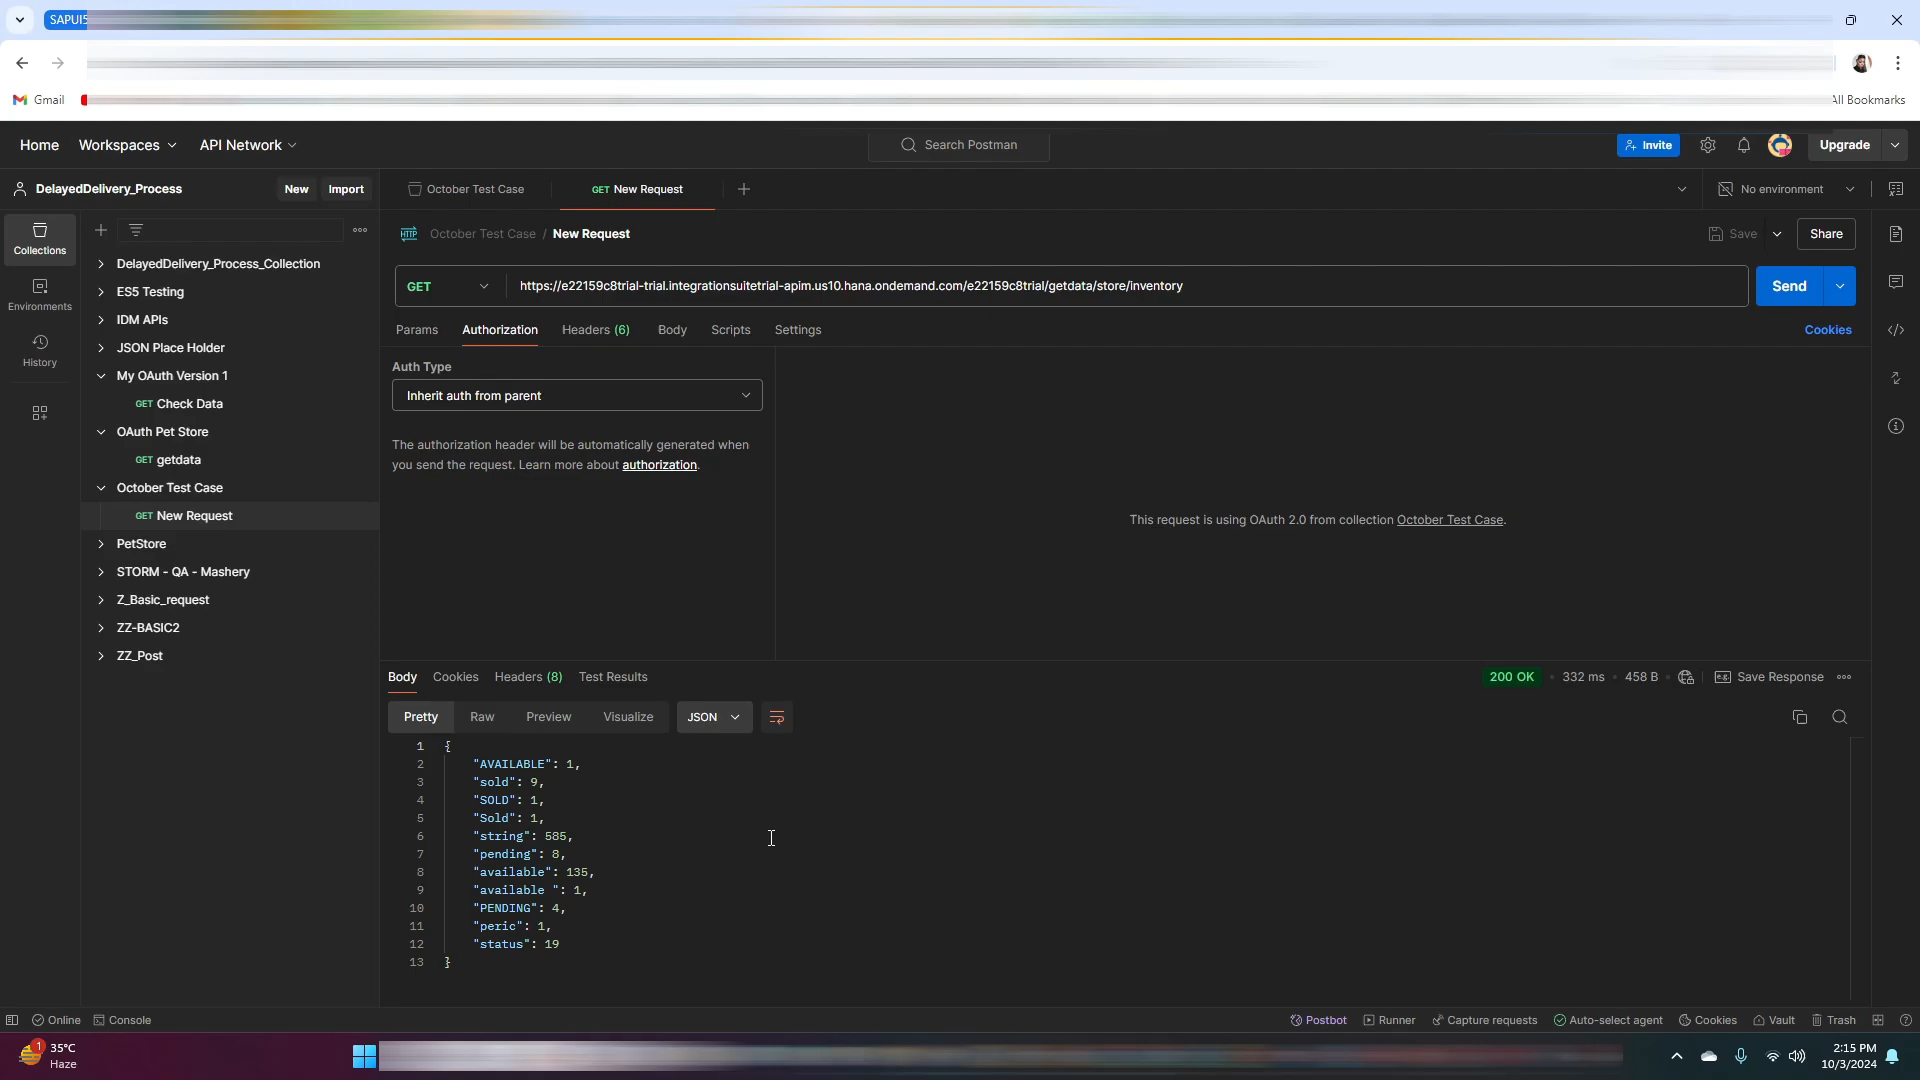 SAPUI5
Gmail
All Bookmarks
Home Workspaces API Network
Search Postman
Invite
Upgrade
DelayedDelivery_Process
New Import
October Test Case
GET New Request
No environment
Collections
Environments
History
DelayedDelivery_Process_Collection
ES5 Testing
IDM APIs
JSON Place Holder
My OAuth Version 1
GET Check Data
OAuth Pet Store
GET getdata
October Test Case
GET New Request
PetStore
STORM - QA - Mashery
Z_Basic_request
ZZ-BASIC2
ZZ_Post
HTTP October Test Case / New Request
Save
Share
GET
https://e22159c8trial-trial.integrationsuitetrial-apim.us10.hana.ondemand.com/e22159c8trial/getdata/store/inventory
Send
Params Authorization Headers (6) Body Scripts Settings
Cookies
Auth Type
Inherit auth from parent
The authorization header will be automatically generated when
you send the request. Learn more about authorization.
This request is using OAuth 2.0 from collection October Test Case.
Body Cookies Headers (8) Test Results
200 OK • 332 ms • 458 B
e.g. Save Response
Pretty Raw Preview Visualize
JSON
1 {
2 "AVAILABLE": 1,
3 "sold": 9,
4 "SOLD": 1,
5 "Sold": 1,
6 "string": 585,
7 "pending": 8,
8 "available": 135,
9 "available ": 1,
10 "PENDING": 4,
11 "peric": 1,
12 "status": 19
13 }
Online Console
Postbot Runner Capture requests Auto-select agent Cookies Vault Trash
1
35°C
Haze
2:15 PM
10/3/2024